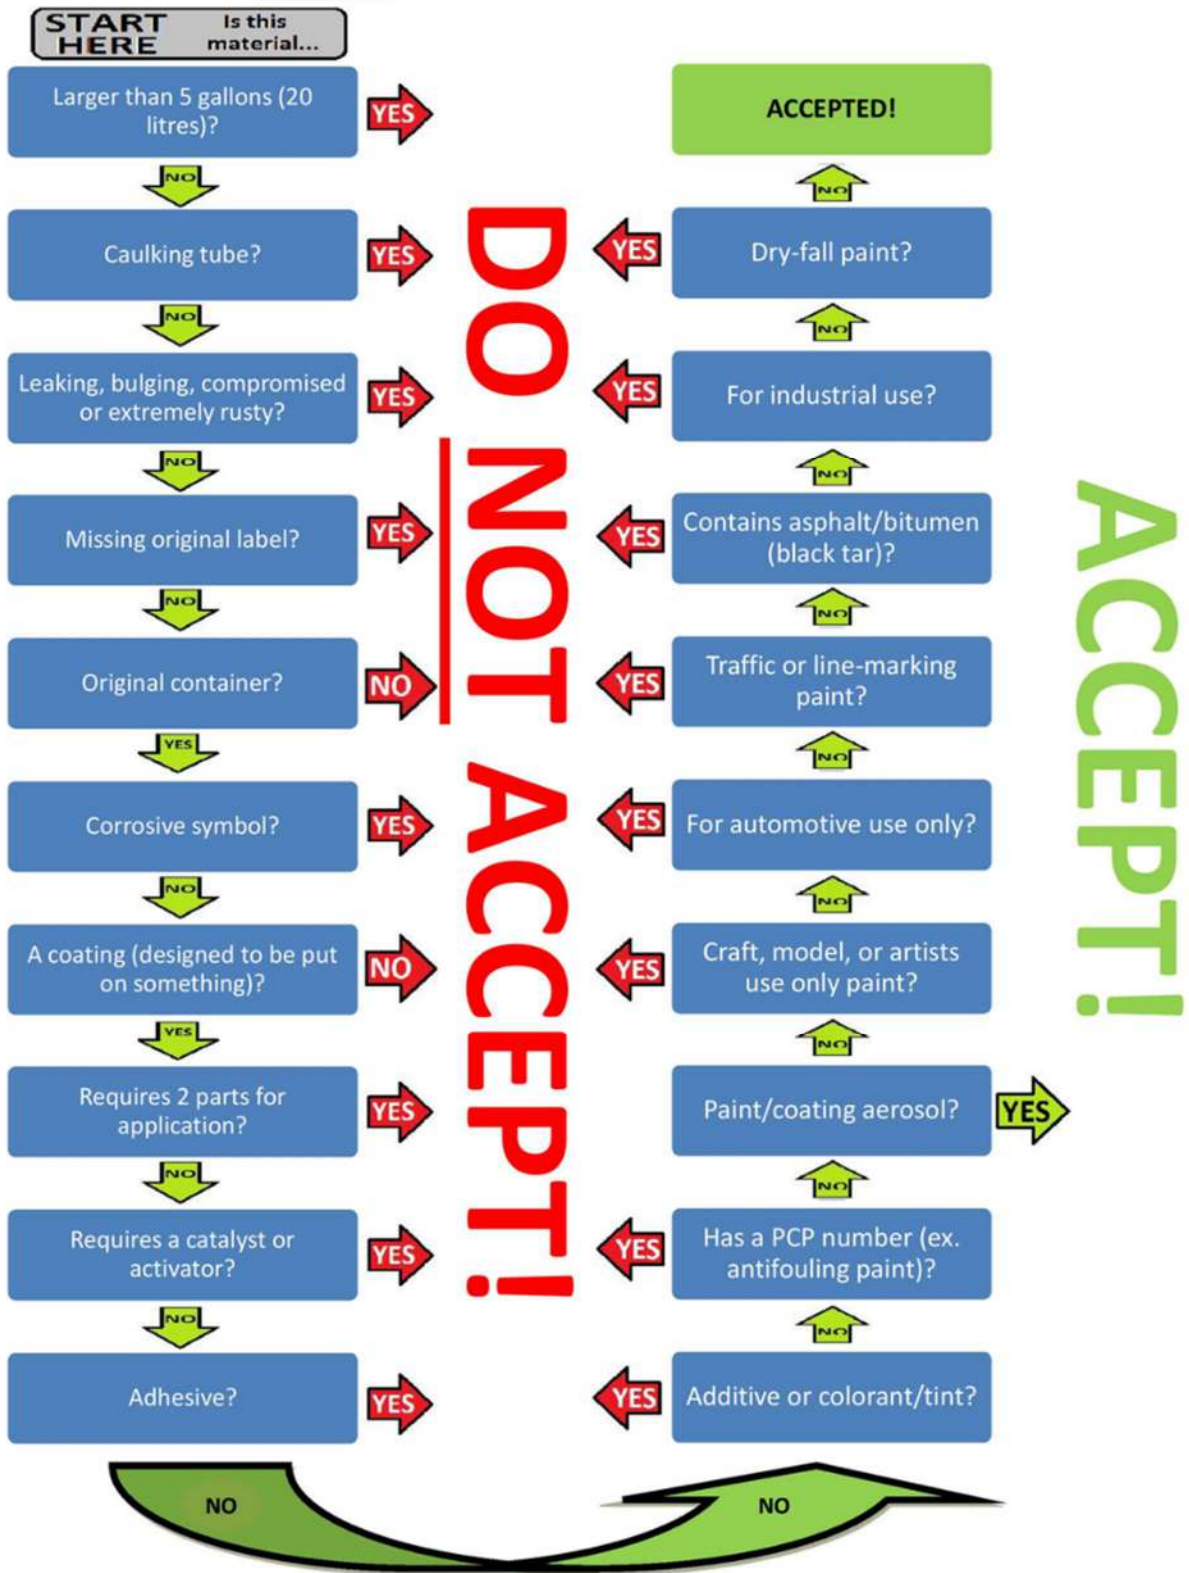 START HERE
Is this material...
Larger than 5 gallons (20
litres)?
YES
NO
Caulking tube?
YES
NO
Leaking, bulging, compromised
or extremely rusty?
YES
NO
Missing original label?
YES
NO
Original container?
NO
YES
Corrosive symbol?
YES
NO
A coating (designed to be put
on something)?
NO
YES
Requires 2 parts for
application?
YES
NO
Requires a catalyst or
activator?
YES
NO
Adhesive?
YES
NO
NO
Additive or colorant/tint?
YES
NO
Has a PCP number (ex.
antifouling paint)?
YES
NO
Paint/coating aerosol?
YES
NO
Craft, model, or artists
use only paint?
YES
NO
For automotive use only?
YES
NO
Traffic or line-marking
paint?
YES
NO
Contains asphalt/bitumen
(black tar)?
YES
NO
For industrial use?
YES
NO
Dry-fall paint?
YES
NO
ACCEPTED!
DO NOT ACCEPT!
ACCEPT!